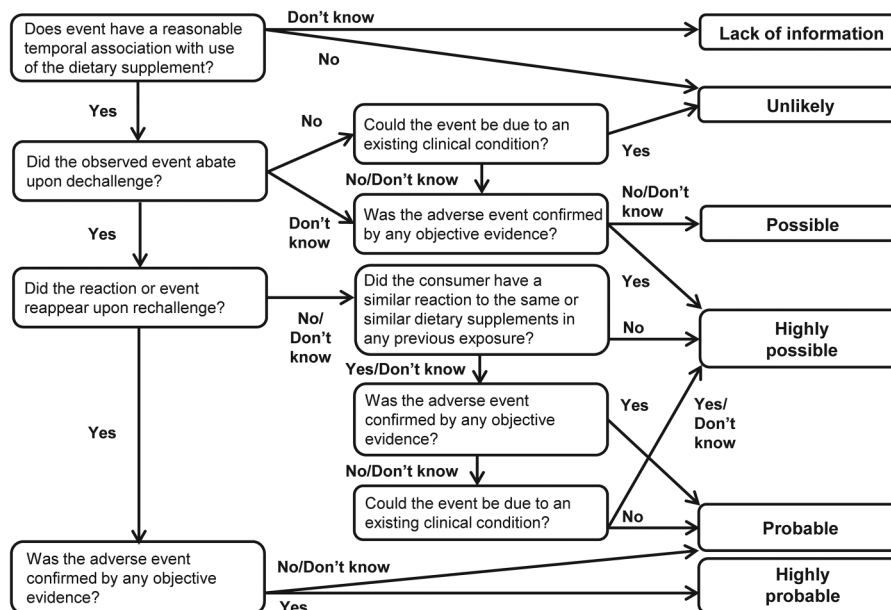 Does event have a reasonable
temporal association with use
of the dietary supplement?
Don't know
Lack of information
No
Unlikely
Yes
Did the observed event abate
upon dechallenge?
No
Could the event be due to an
existing clinical condition?
Yes
No/Don't know
Don't
know
Was the adverse event confirmed
by any objective evidence?
No/Don't
know
Possible
Yes
Yes
Did the reaction or event
reappear upon rechallenge?
No/
Don't
know
Did the consumer have a
similar reaction to the same or
similar dietary supplements in
any previous exposure?
No
Highly
possible
Yes/Don't know
Was the adverse event
confirmed by any objective
evidence?
Yes
Yes/
Don't
know
No/Don't know
Could the event be due to an
existing clinical condition?
No
Probable
Yes
Was the adverse event
confirmed by any objective
evidence?
No/Don't know
Yes
Highly
probable